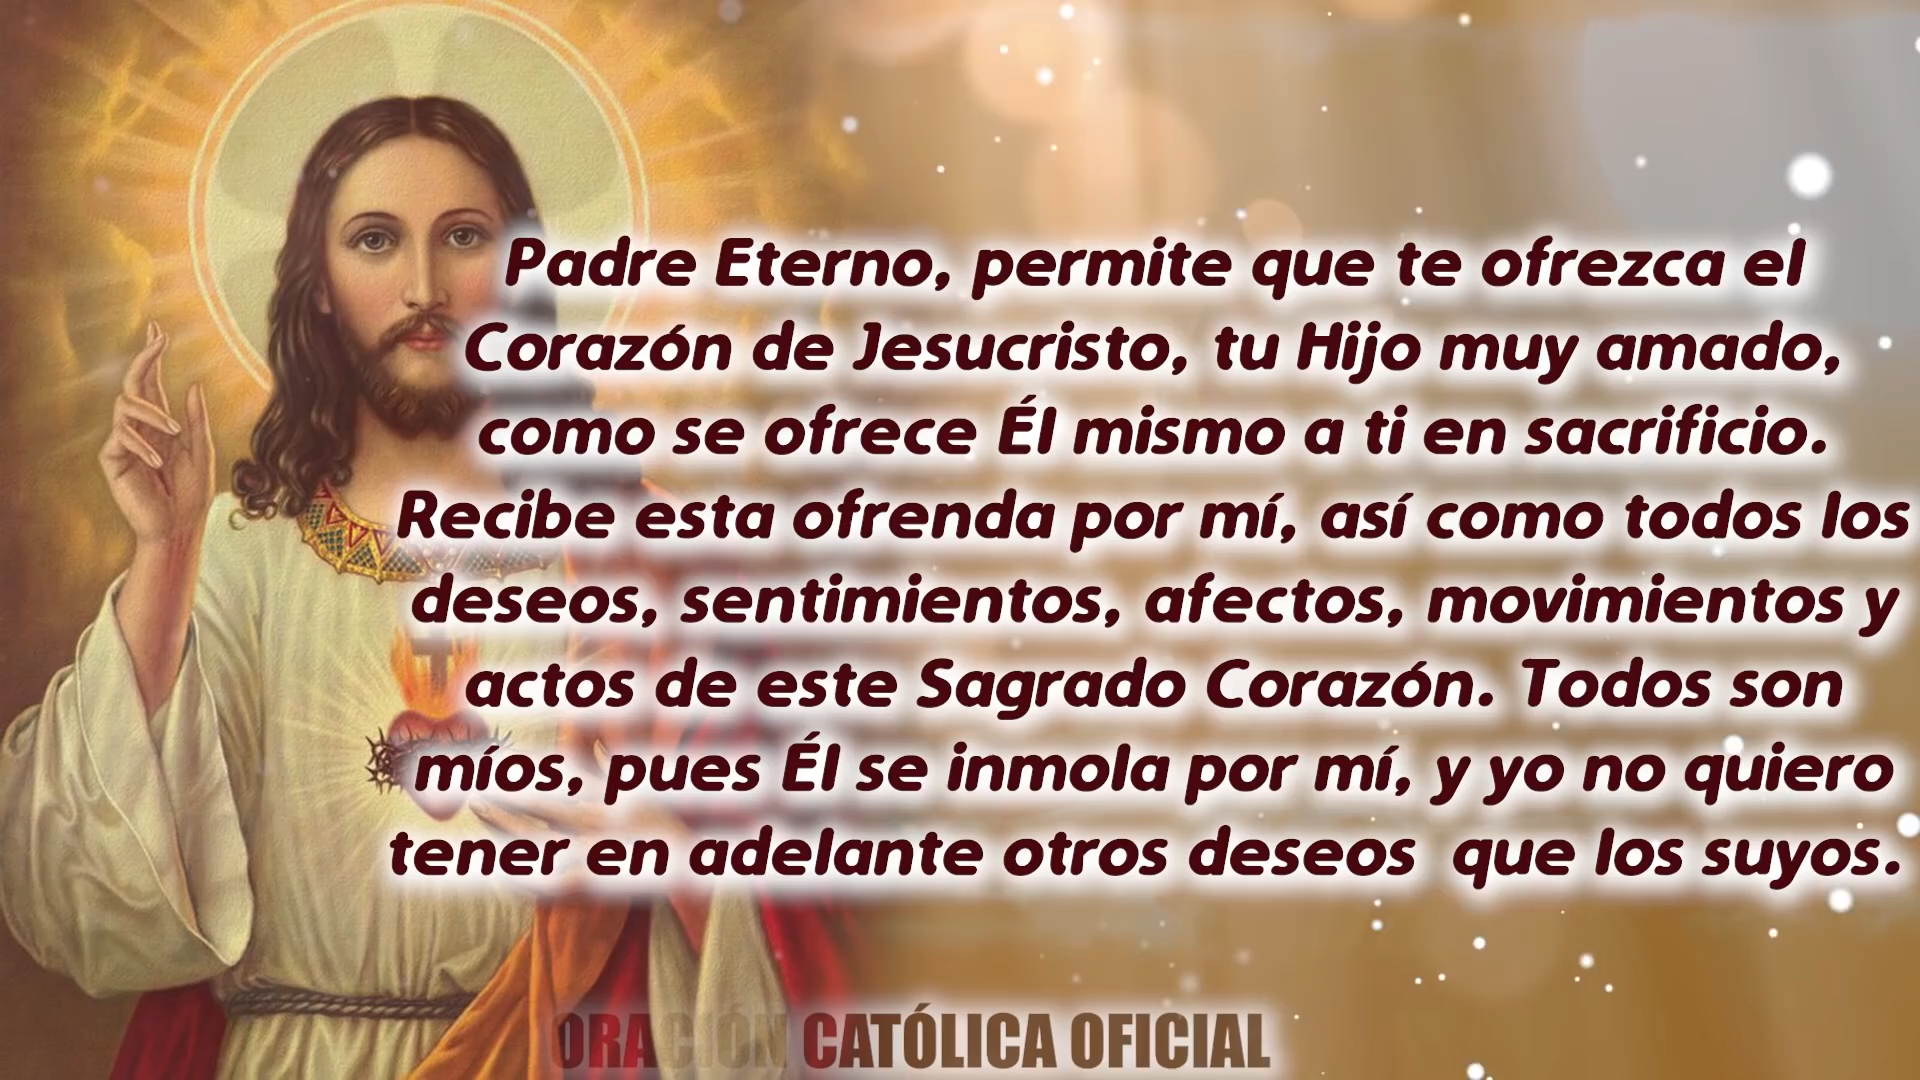 Padre Eterno, permite que te ofrezca el
Corazón de Jesucristo, tu Hijo muy amado,
como se ofrece Él mismo a ti en sacrificio.
Recibe esta ofrenda por mí, así como todos los
deseos, sentimientos, afectos, movimientos y
actos de este Sagrado Corazón. Todos son
míos, pues Él se inmola por mí, y yo no quiero
tener en adelante otros deseos  que los suyos.
ORACIÓN CATÓLICA OFICIAL